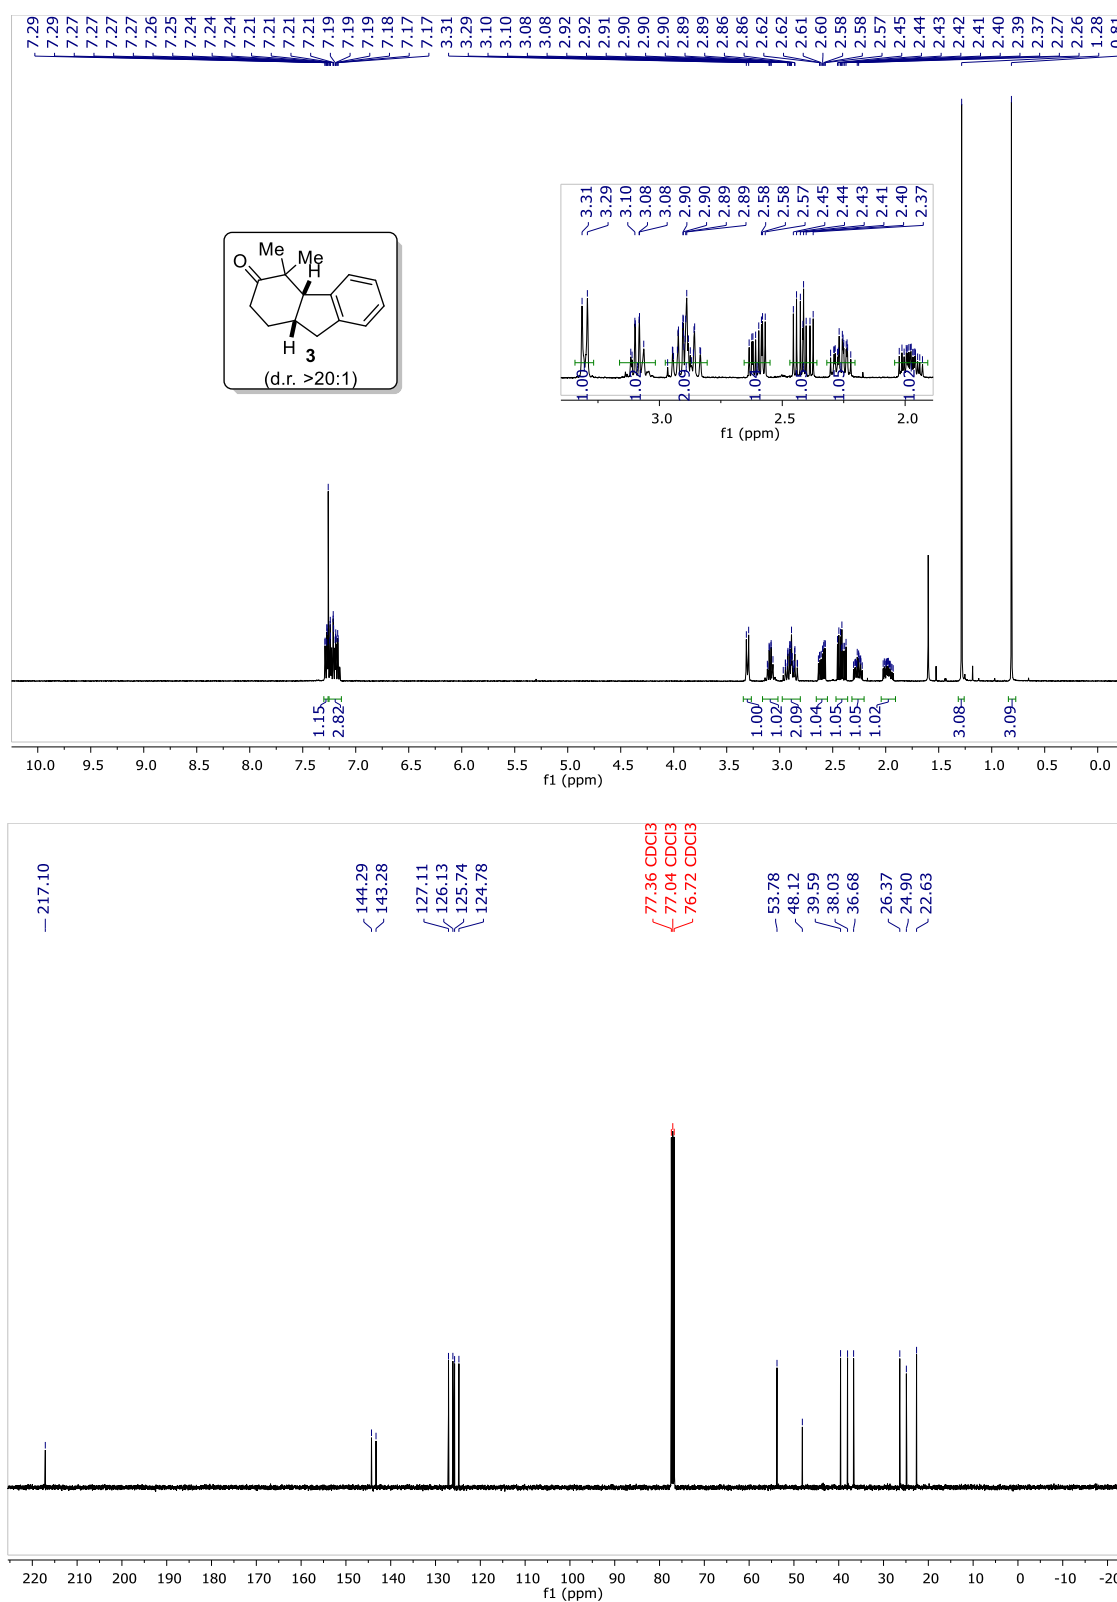 7.29 7.29 7.27 7.27 7.27 7.27 7.26 7.25 7.24 7.24 7.24 7.21 7.21 7.21 7.21 7.19 7.19 7.19 7.18 7.17 7.17 3.31 3.29 3.10 3.10 3.08 3.08 2.92 2.92 2.91 2.90 2.90 2.90 2.89 2.89 2.86 2.86 2.62 2.62 2.61 2.60 2.58 2.58 2.57 2.45 2.44 2.43 2.42 2.41 2.40 2.39 2.37 2.27 2.26 1.28 0.81
3.31 3.29 3.10 3.08 3.08 2.90 2.90 2.89 2.89 2.58 2.58 2.57 2.45 2.44 2.43 2.41 2.40 2.37
Me
Me
O
H
H
3
(d.r. >20:1)
1.00 1.02 2.09 1.04 1.05 1.05 1.02
3.0 2.5 2.0
f1 (ppm)
1.15 2.82 1.00 1.02 2.09 1.04 1.05 1.05 1.02 3.08 3.09
10.0 9.5 9.0 8.5 8.0 7.5 7.0 6.5 6.0 5.5 5.0 4.5 4.0 3.5 3.0 2.5 2.0 1.5 1.0 0.5 0.0
f1 (ppm)
217.10 144.29 143.28 127.11 126.13 125.74 124.78 77.36 CDCl3 77.04 CDCl3 76.72 CDCl3 53.78 48.12 39.59 38.03 36.68 26.37 24.90 22.63
220 210 200 190 180 170 160 150 140 130 120 110 100 90 80 70 60 50 40 30 20 10 0 -10 -20
f1 (ppm)